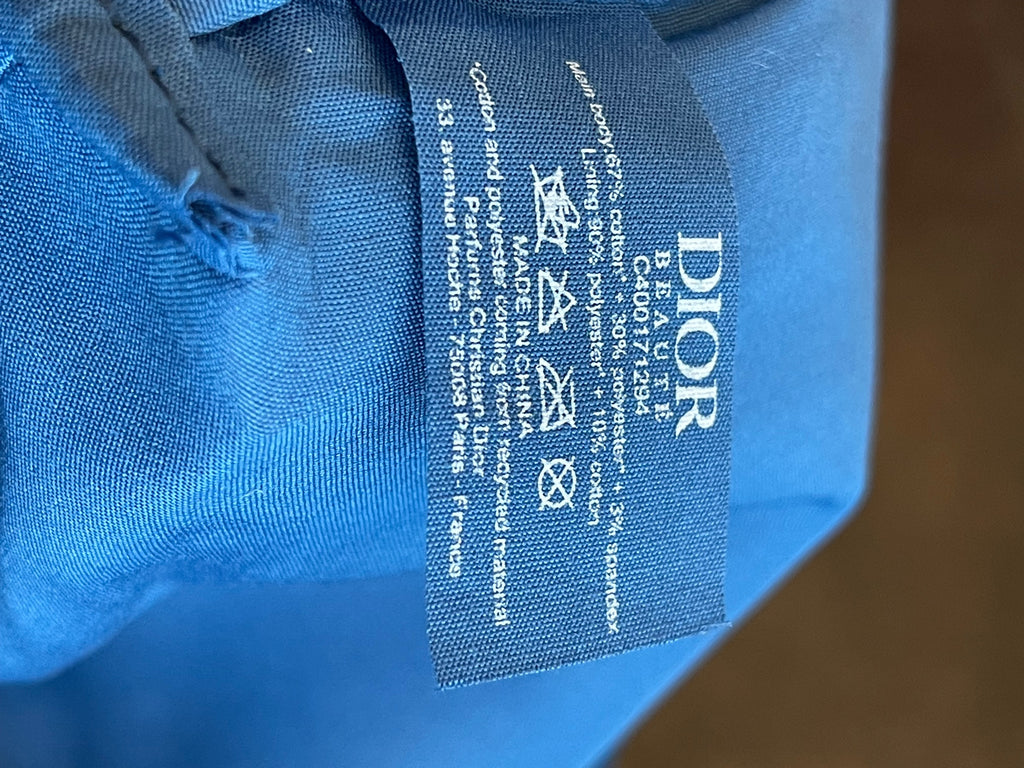 DIOR
BEAUTÉ
C400171294
Main body,67% cotton* + 30% polyester* + 3% spandex
Lining 90% polyester* + 10% cotton
MADE IN CHINA
*Cotton and polyester coming from recycled material
Parfums Christian Dior
33, avenue Hoche - 75008 Paris - France